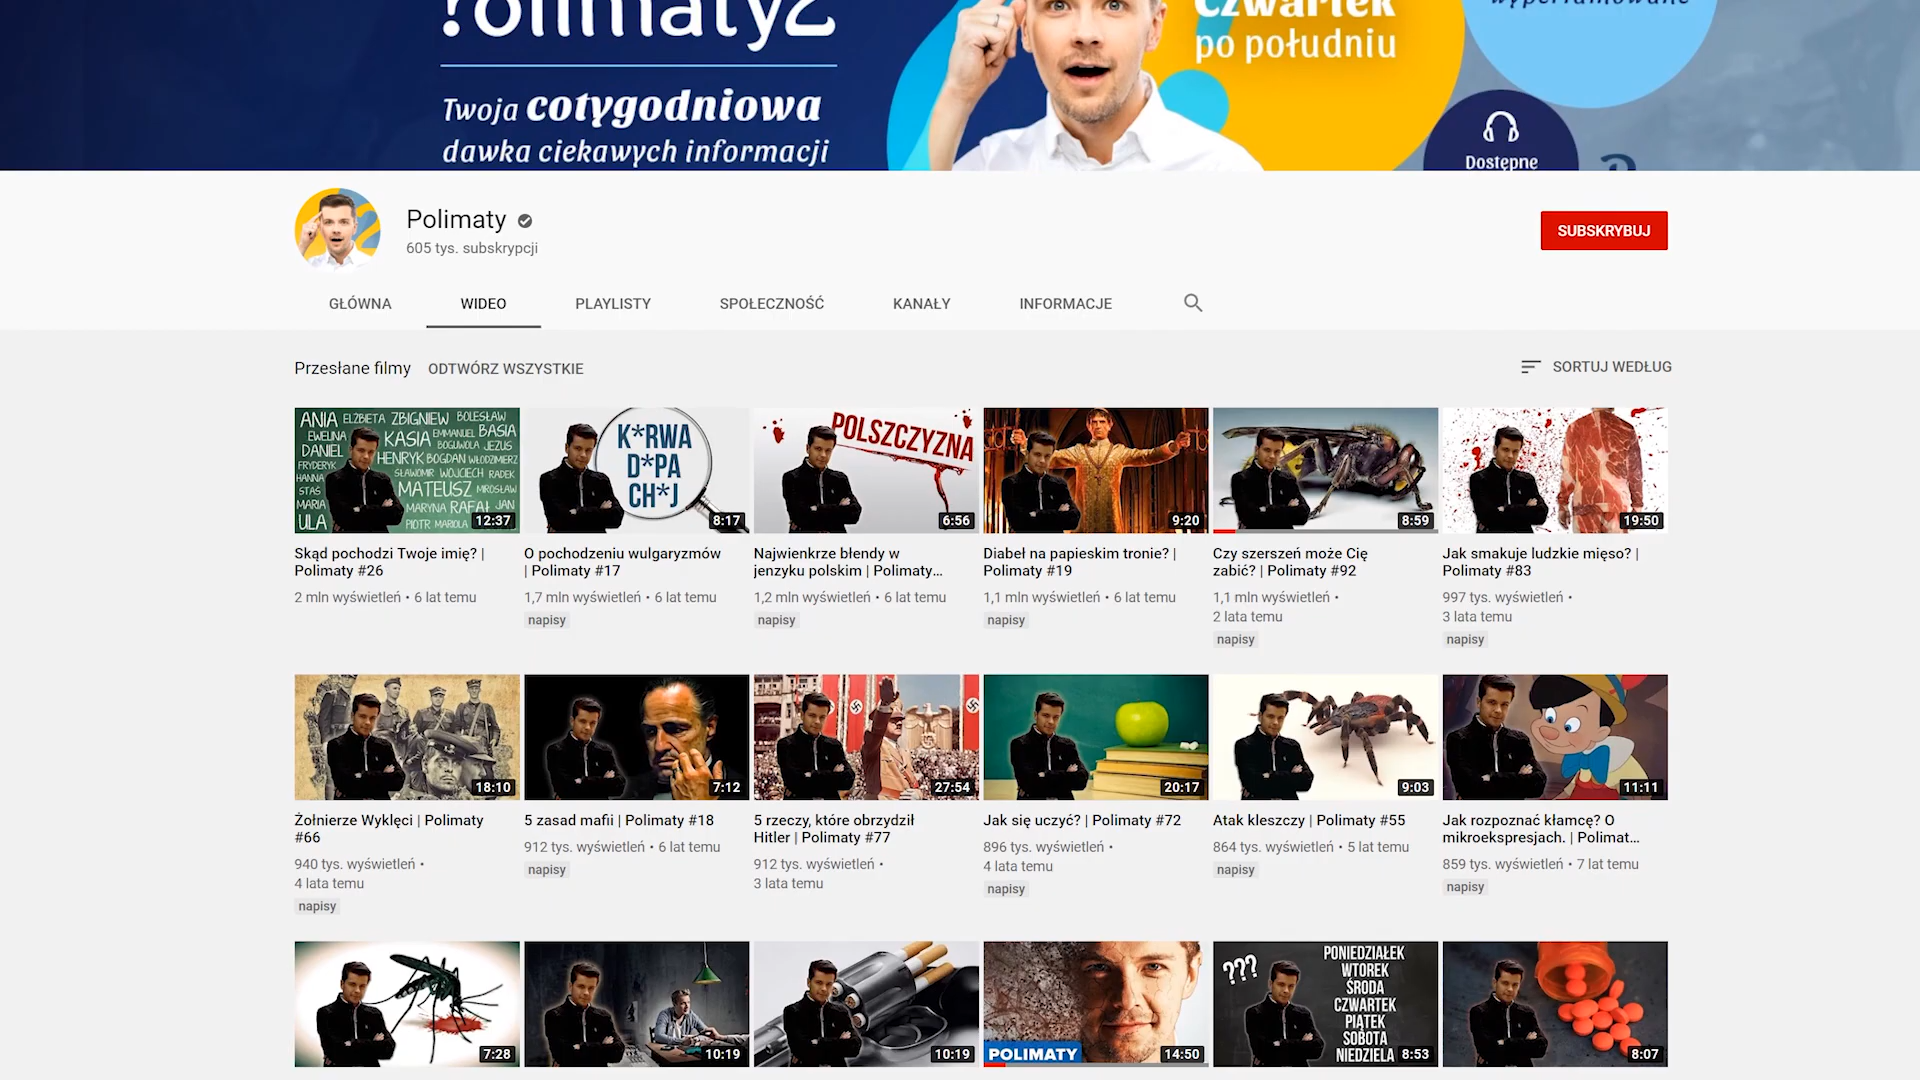 Polimaty
Twoja cotygodniowa
dawka ciekawych informacji
Czwartek
po południu
Dostępne
Polimaty
605 tys. subskrypcji
SUBSKRYBUJ
GŁÓWNA WIDEO PLAYLISTY SPOŁECZNOŚĆ KANAŁY INFORMACJE
Przesłane filmy ODTWÓRZ WSZYSTKIE SORTUJ WEDŁUG
ANIA ELŻBIETA ZBIGNIEW BOLESŁAW
EWELINA KASIA EMMANUEL BASIA
DANIEL BOGUWOLA JEZUS
HENRYK BOGDAN WŁODZIMIERZ
FRYDERYK SŁAWOMIR WOJCIECH RADEK
HANNA
STAŚ MATEUSZ MIROSŁAW
MARIA MARYNA RAFAŁ JAN
ULA PIOTR MARIOLA
12:37
K*RWA
D*PA
CH*J
8:17
POLSZCZYZNA
6:56
9:20
8:59
19:50
Skąd pochodzi Twoje imię? |
Polimaty #26
2 mln wyświetleń • 6 lat temu
O pochodzeniu wulgaryzmów
| Polimaty #17
1,7 mln wyświetleń • 6 lat temu
napisy
Najwienkrze błendy w
jenzyku polskim | Polimaty...
1,2 mln wyświetleń • 6 lat temu
napisy
Diabeł na papieskim tronie? |
Polimaty #19
1,1 mln wyświetleń • 6 lat temu
napisy
Czy szerszeń może Cię
zabić? | Polimaty #92
1,1 mln wyświetleń •
2 lata temu
napisy
Jak smakuje ludzkie mięso? |
Polimaty #83
997 tys. wyświetleń •
3 lata temu
napisy
18:10
7:12
27:54
20:17
9:03
11:11
Żołnierze Wyklęci | Polimaty
#66
940 tys. wyświetleń •
4 lata temu
napisy
5 zasad mafii | Polimaty #18
912 tys. wyświetleń • 6 lat temu
napisy
5 rzeczy, które obrzydził
Hitler | Polimaty #77
912 tys. wyświetleń •
3 lata temu
Jak się uczyć? | Polimaty #72
896 tys. wyświetleń •
4 lata temu
napisy
Atak kleszczy | Polimaty #55
864 tys. wyświetleń • 5 lat temu
napisy
Jak rozpoznać kłamcę? O
mikroekspresjach. | Polimat...
859 tys. wyświetleń • 7 lat temu
napisy
7:28
10:19
10:19
POLIMATY
14:50
???
PONIEDZIAŁEK
WTOREK
ŚRODA
CZWARTEK
PIĄTEK
SOBOTA
NIEDZIELA
8:53
8:07